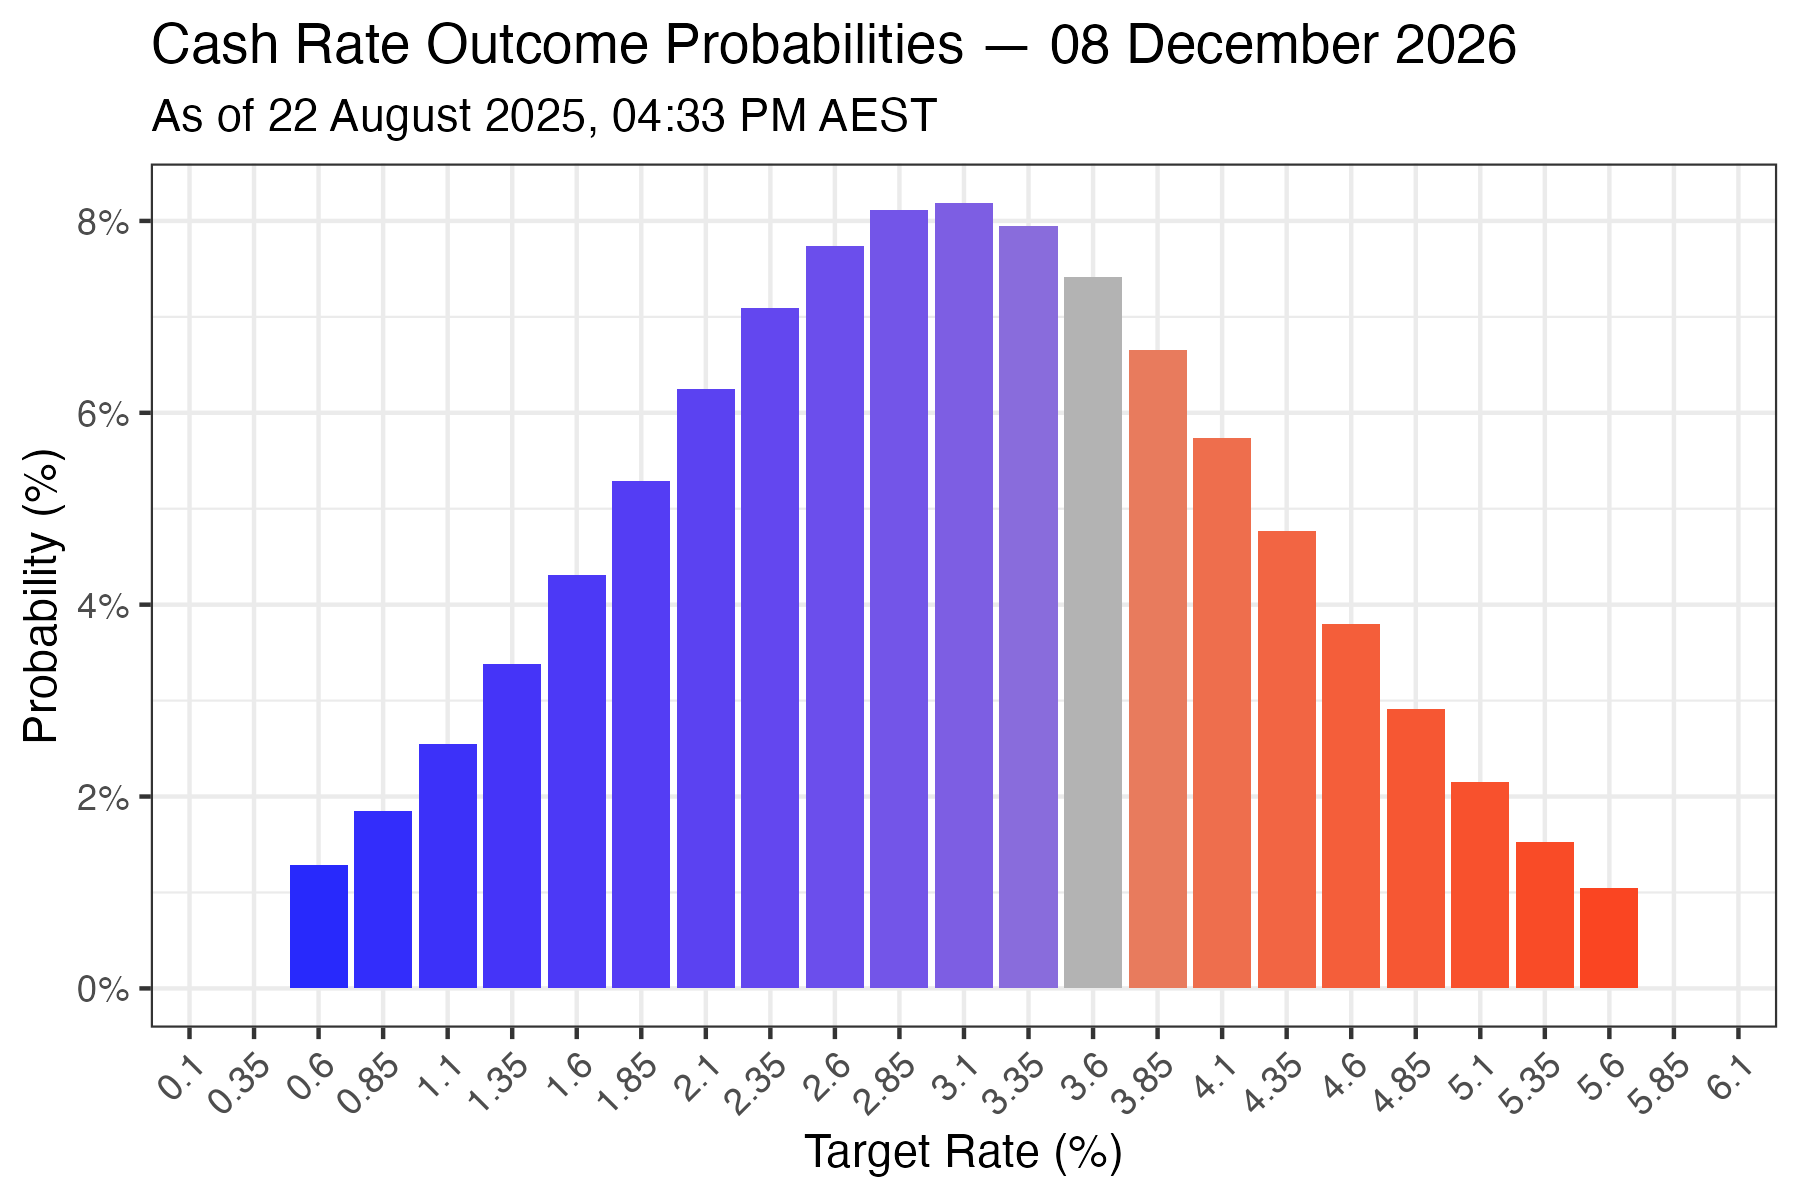 Cash Rate Outcome Probabilities — 08 December 2026
As of 22 August 2025, 04:33 PM AEST
Probability (%)
8%
6%
4%
2%
0%
0.1 0.35 0.6 0.85 1.1 1.35 1.6 1.85 2.1 2.35 2.6 2.85 3.1 3.35 3.6 3.85 4.1 4.35 4.6 4.85 5.1 5.35 5.6 5.85 6.1
Target Rate (%)